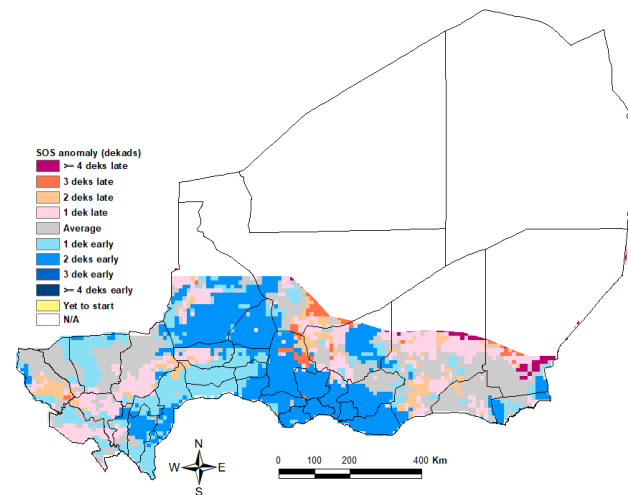 SOS anomaly (dekads)
>= 4 deks late
3 deks late
2 deks late
1 dek late
Average
1 dek early
2 deks early
3 dek early
>= 4 deks early
Yet to start
N/A
N
W E
S
0 100 200 400 Km